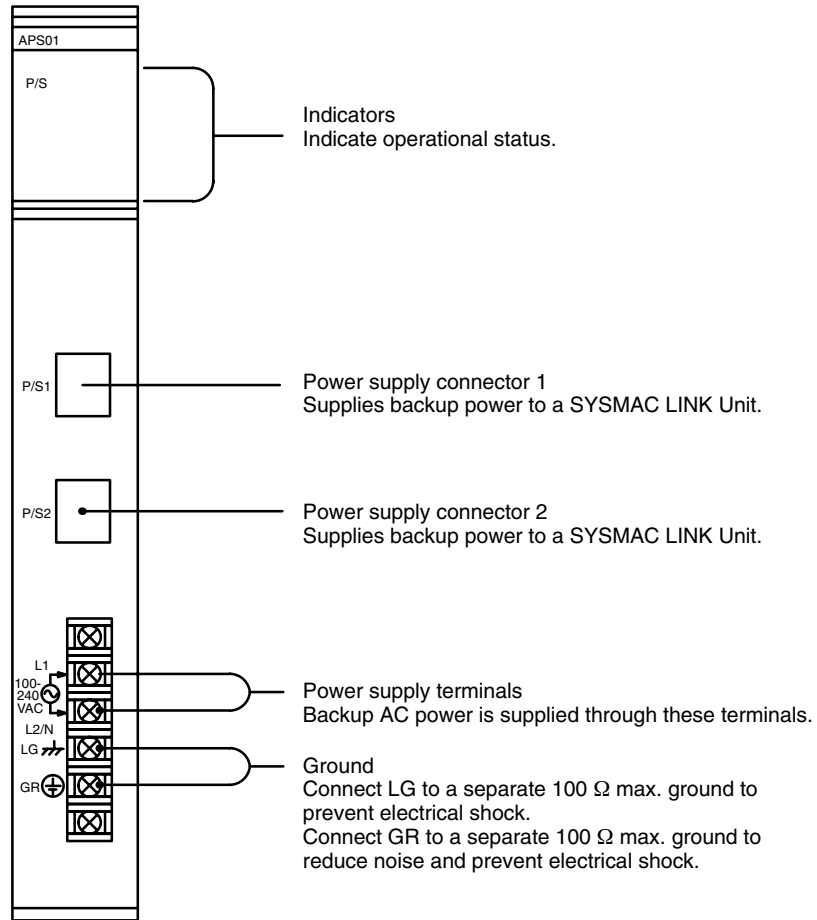 APS01
P/S
Indicators
Indicate operational status.
P/S1
Power supply connector 1
Supplies backup power to a SYSMAC LINK Unit.
P/S2
Power supply connector 2
Supplies backup power to a SYSMAC LINK Unit.
L1
100-
240
VAC
L2/N
Power supply terminals
Backup AC power is supplied through these terminals.
LG
GR
Ground
Connect LG to a separate 100 Ω max. ground to
prevent electrical shock.
Connect GR to a separate 100 Ω max. ground to
reduce noise and prevent electrical shock.